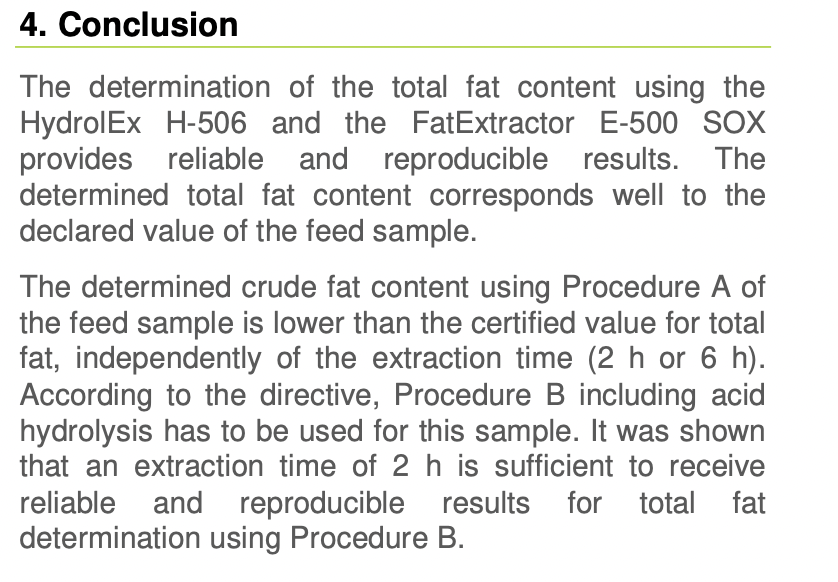 4. Conclusion
The determination of the total fat content using the
HydrolEx H-506 and the FatExtractor E-500 SOX
provides reliable and reproducible results. The
determined total fat content corresponds well to the
declared value of the feed sample.
The determined crude fat content using Procedure A of
the feed sample is lower than the certified value for total
fat, independently of the extraction time (2 h or 6 h).
According to the directive, Procedure B including acid
hydrolysis has to be used for this sample. It was shown
that an extraction time of 2 h is sufficient to receive
reliable and reproducible results for total fat
determination using Procedure B.